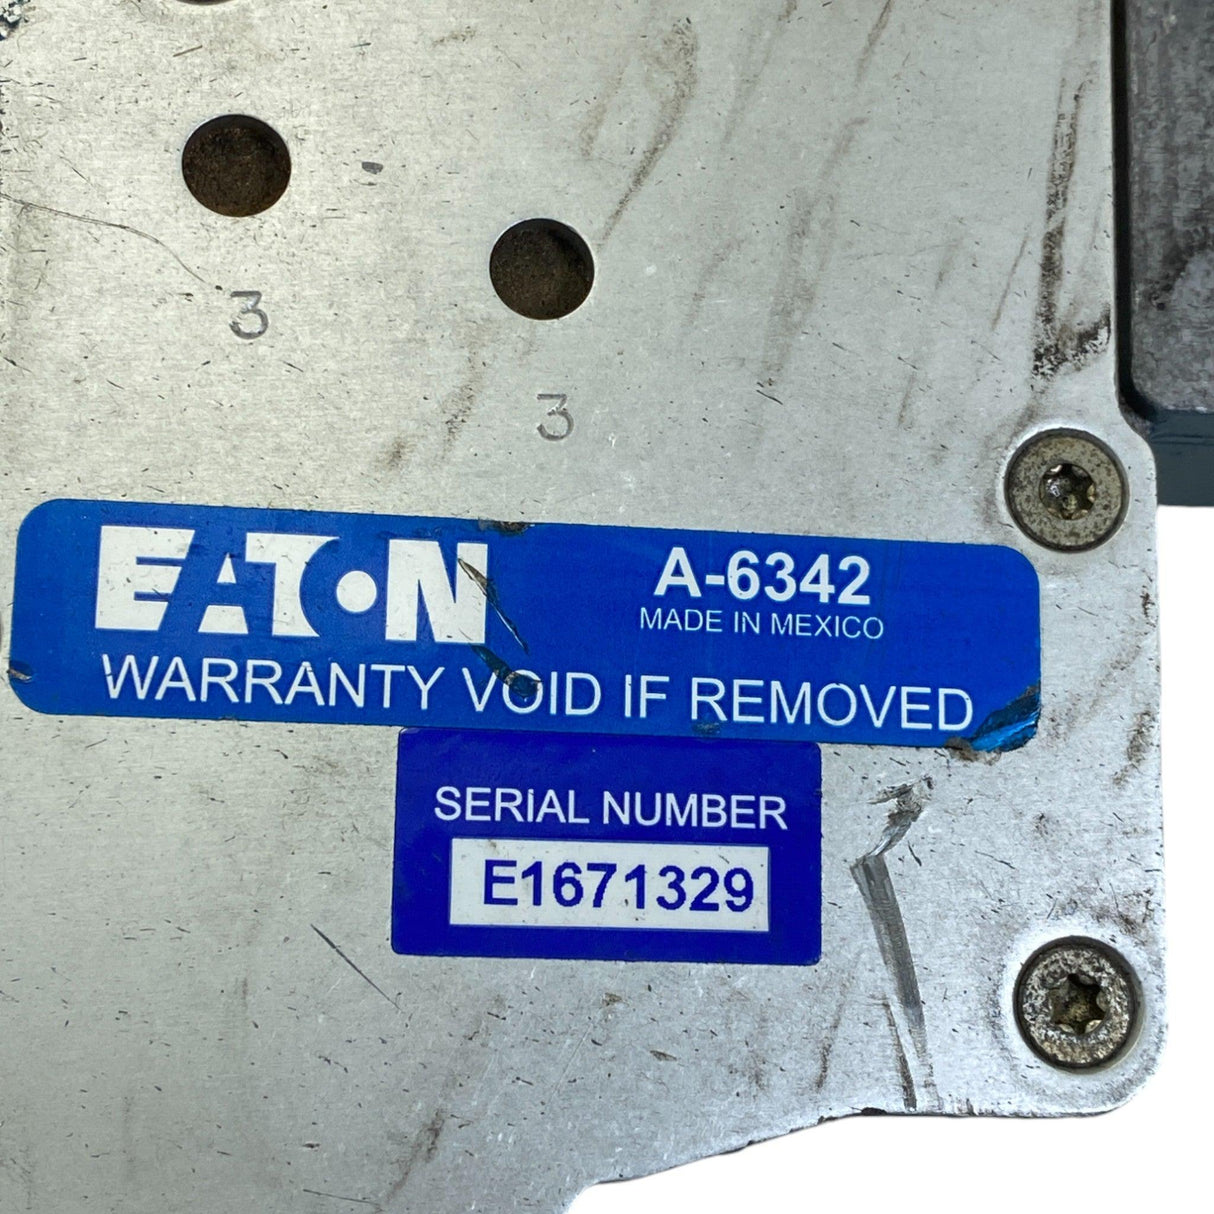 3
3
EATON
A-6342
MADE IN MEXICO
WARRANTY VOID IF REMOVED
SERIAL NUMBER
E1671329